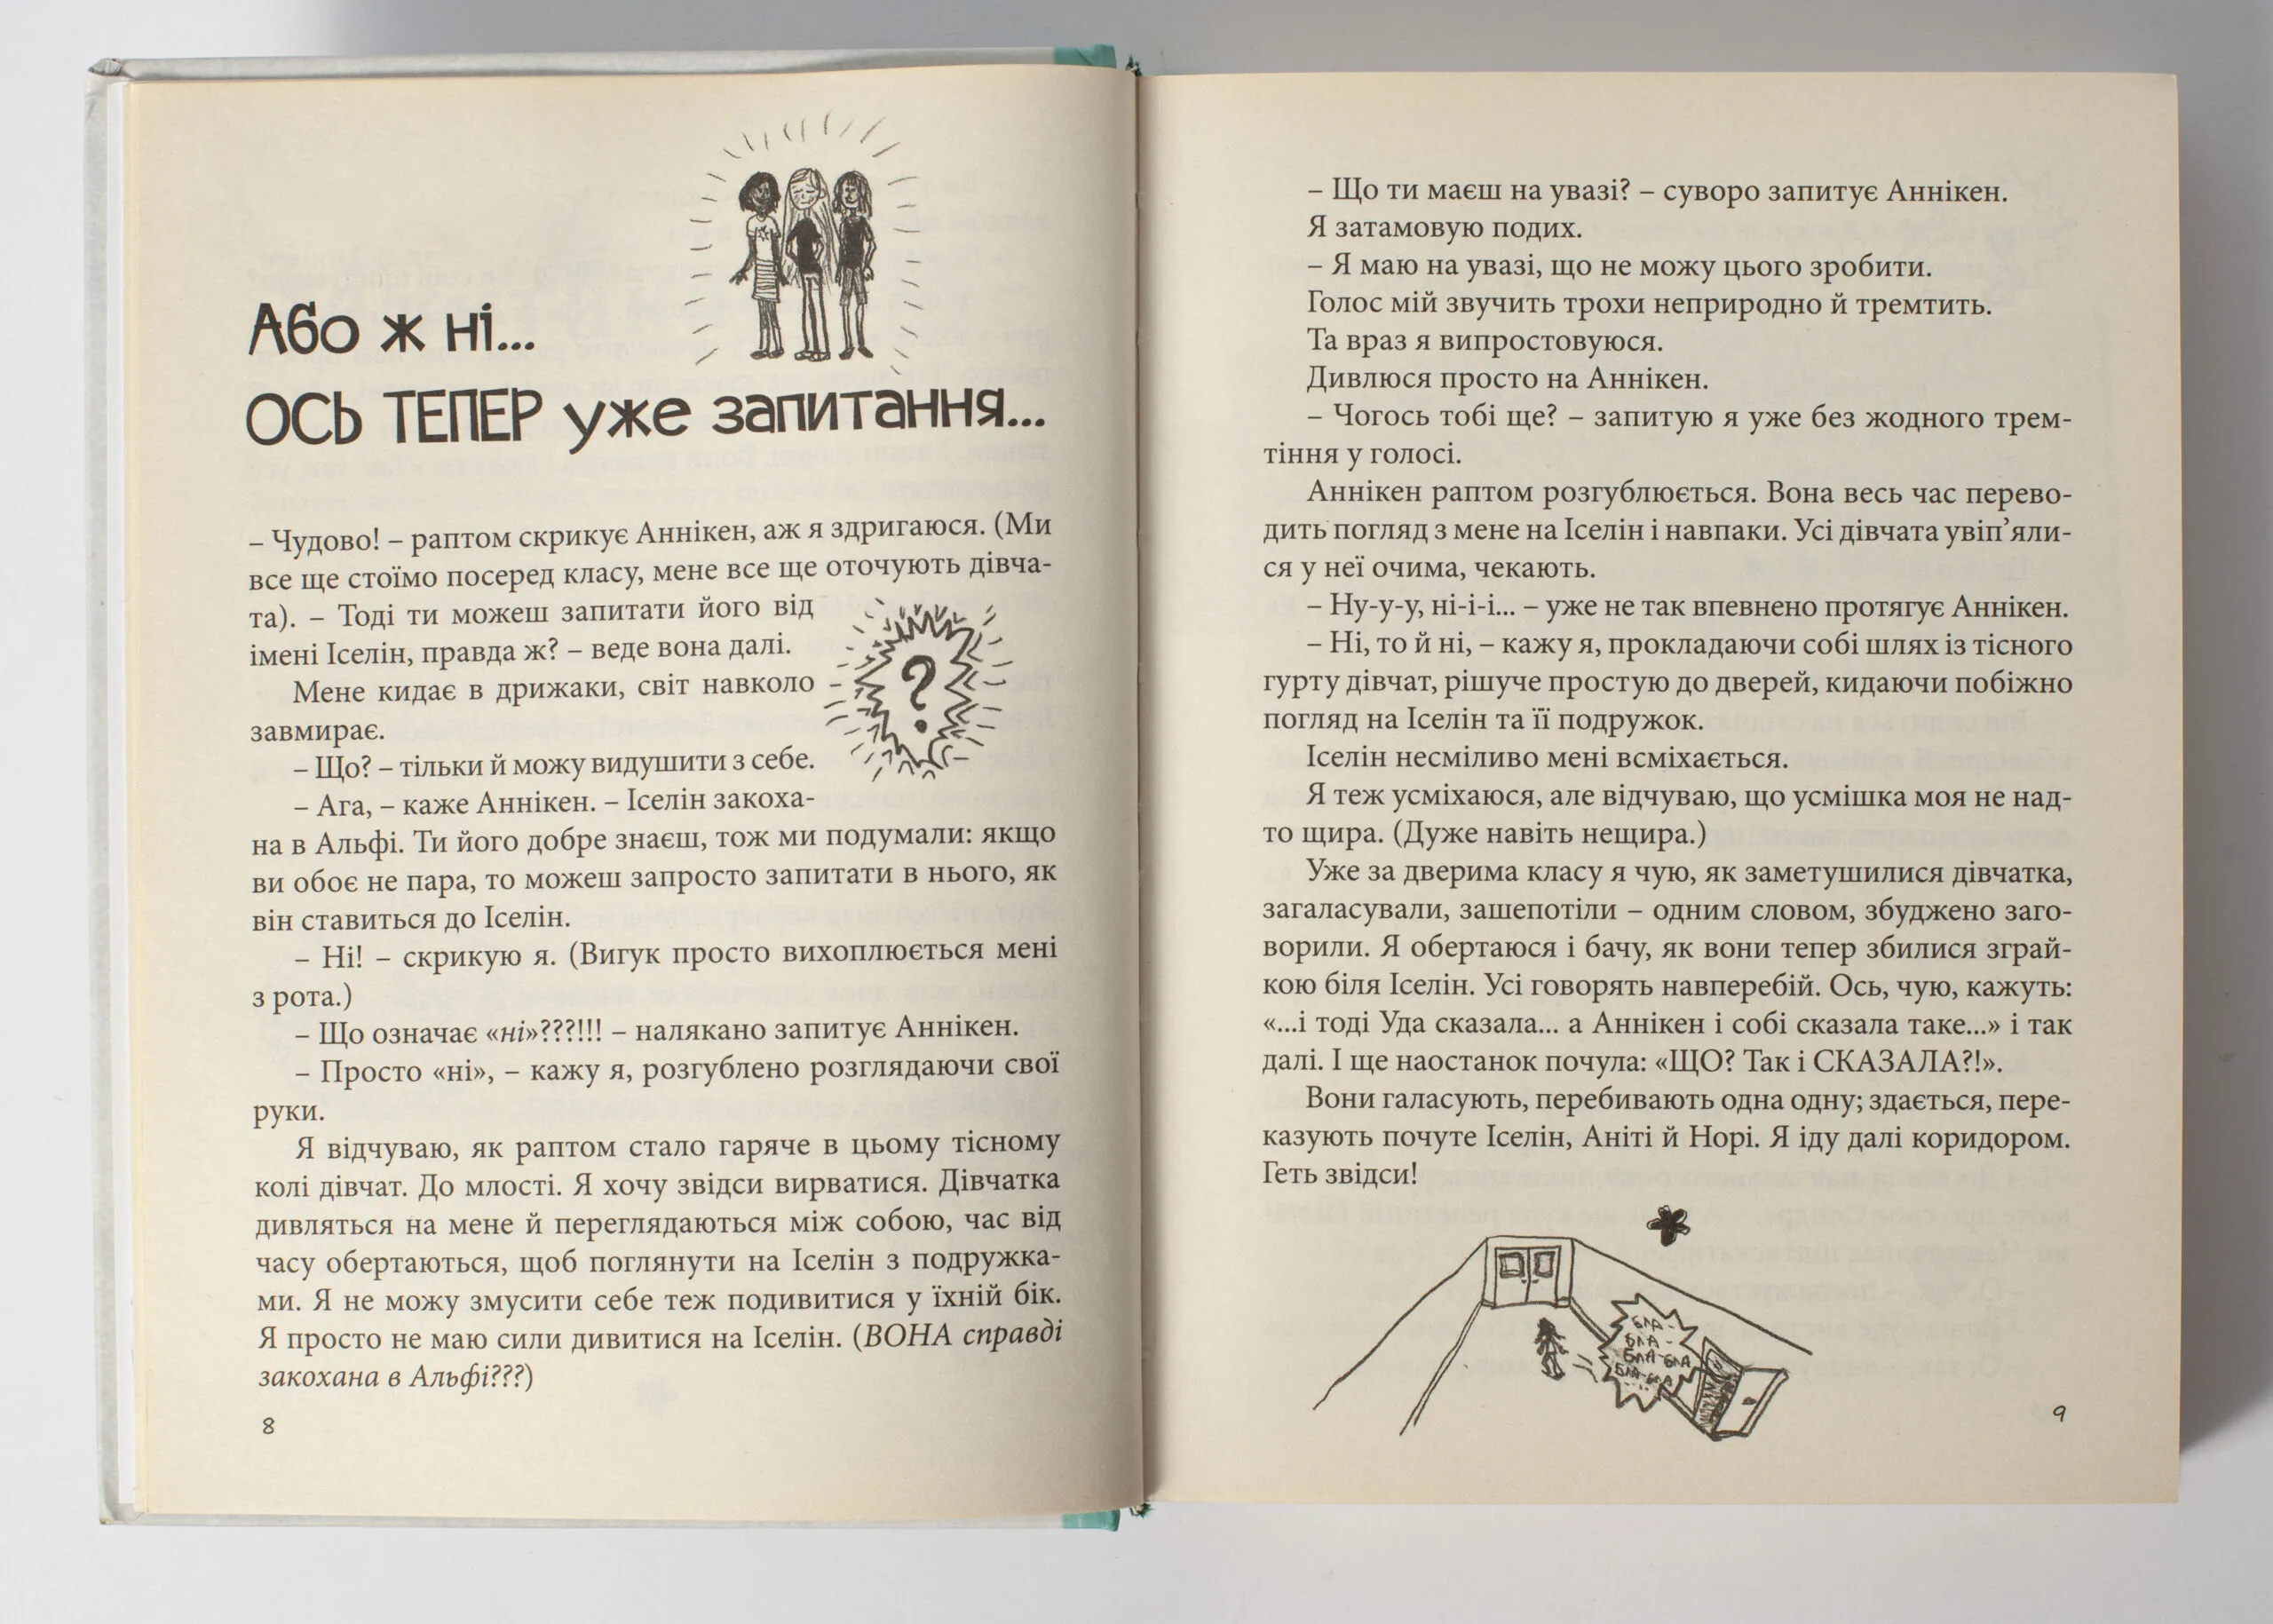 Або ж ні...
ОСЬ ТЕПЕР уже запитання...
– Чудово! – раптом скрикує Аннікен, аж я здригаюся. (Ми
все ще стоїмо посеред класу, мене все ще оточують дівча-
та). – Тоді ти можеш запитати його від
імені Іселін, правда ж? – веде вона далі.
Мене кидає в дрижаки, світ навколо
завмирає.
– Що? – тільки й можу видушити з себе.
– Ага, – каже Аннікен. – Іселін закоха-
на в Альфі. Ти його добре знаєш, тож ми подумали: якщо
ви обоє не пара, то можеш запросто запитати в нього, як
він ставиться до Іселін.
– Ні! – скрикую я. (Вигук просто вихоплюється мені
з рота.)
– Що означає «ні»???!!! – налякано запитує Аннікен.
– Просто «ні», – кажу я, розгублено розглядаючи свої
руки.
Я відчуваю, як раптом стало гаряче в цьому тісному
колі дівчат. До млості. Я хочу звідси вирватися. Дівчатка
дивляться на мене й переглядаються між собою, час від
часу обертаються, щоб поглянути на Іселін з подружка-
ми. Я не можу змусити себе теж подивитися у їхній бік.
Я просто не маю сили дивитися на Іселін. (ВОНА справді
закохана в Альфі???)
?
8
– Що ти маєш на увазі? – суворо запитує Аннікен.
Я затамовую подих.
– Я маю на увазі, що не можу цього зробити.
Голос мій звучить трохи неприродно й тремтить.
Та враз я випростовуюся.
Дивлюся просто на Аннікен.
– Чогось тобі ще? – запитую я уже без жодного трем-
тіння у голосі.
Аннікен раптом розгублюється. Вона весь час перево-
дить погляд з мене на Іселін і навпаки. Усі дівчата увіп’яли-
ся у неї очима, чекають.
– Ну-у-у, ні-і-і... – уже не так впевнено протягує Аннікен.
– Ні, то й ні, – кажу я, прокладаючи собі шлях із тісного
гурту дівчат, рішуче простую до дверей, кидаючи побіжно
погляд на Іселін та її подружок.
Іселін несміливо мені всміхається.
Я теж усміхаюся, але відчуваю, що усмішка моя не над-
то щира. (Дуже навіть нещира.)
Уже за дверима класу я чую, як заметушилися дівчатка,
загаласували, зашепотіли – одним словом, збуджено заго-
ворили. Я обертаюся і бачу, як вони тепер збилися зграй-
кою біля Іселін. Усі говорять навперебій. Ось, чую, кажуть:
«...і тоді Уда сказала... а Аннікен і собі сказала таке...» і так
далі. І ще наостанок почула: «ЩО? Так і СКАЗАЛА?!».
Вони галасують, перебивають одна одну; здається, пере-
казують почуте Іселін, Аніті й Норі. Я іду далі коридором.
Геть звідси!
БЛА-
БЛА-
БЛА-БЛА
БЛА-БЛА
9